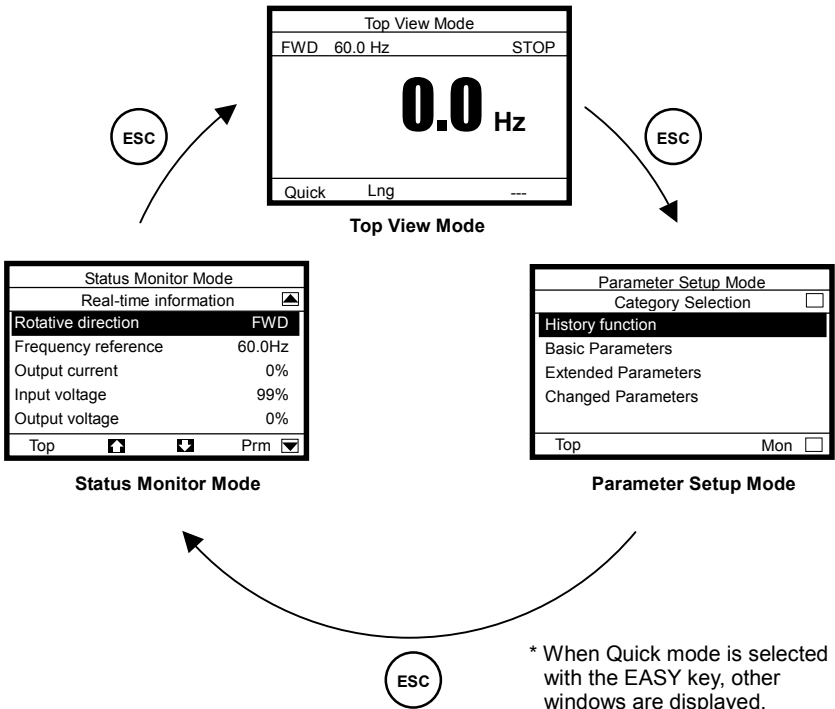 Top View Mode
FWD 60.0 Hz STOP
0.0 Hz
Quick Lng ---
Top View Mode
ESC
ESC
Status Monitor Mode
Real-time information
Rotative direction FWD
Frequency reference 60.0Hz
Output current 0%
Input voltage 99%
Output voltage 0%
Top Prm
Status Monitor Mode
Parameter Setup Mode
Category Selection
History function
Basic Parameters
Extended Parameters
Changed Parameters
Top Mon
Parameter Setup Mode
ESC
* When Quick mode is selected
with the EASY key, other
windows are displayed.